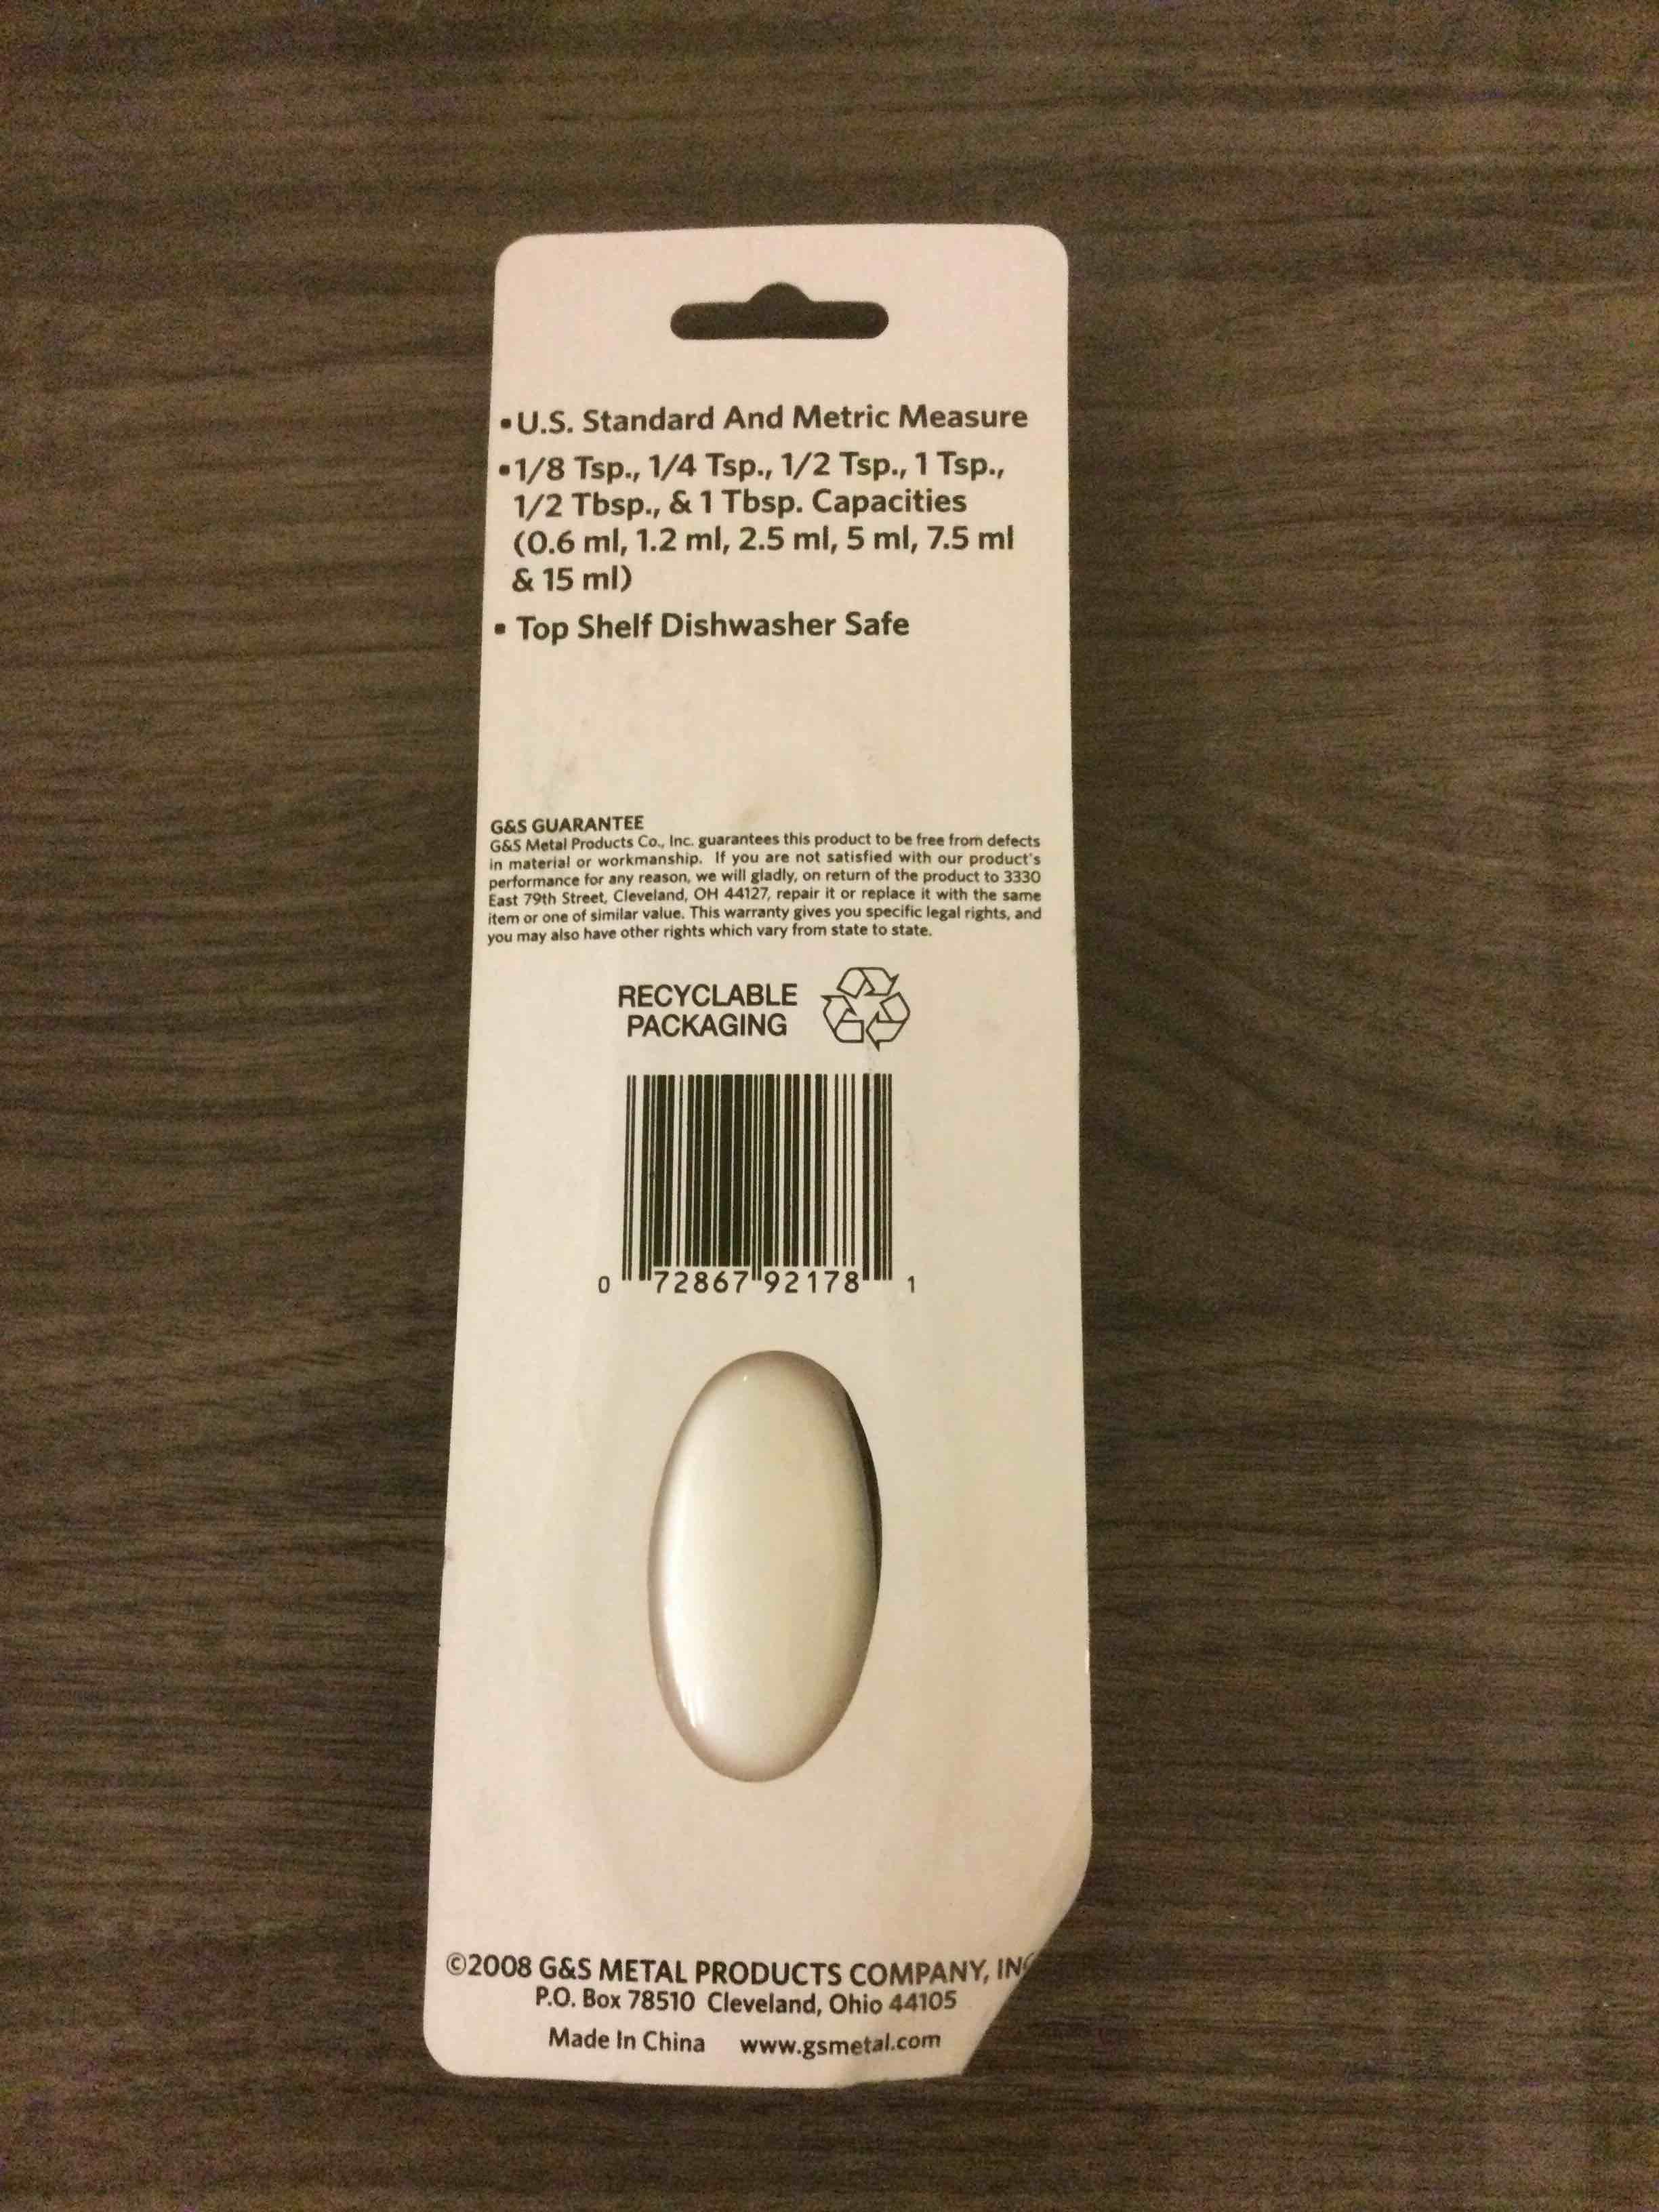 ▪U.S. Standard And Metric Measure
▪1/8 Tsp., 1/4 Tsp., 1/2 Tsp., 1 Tsp.,
1/2 Tbsp., & 1 Tbsp. Capacities
(0.6 ml, 1.2 ml, 2.5 ml, 5 ml, 7.5 ml
& 15 ml)
▪ Top Shelf Dishwasher Safe
G&S GUARANTEE
G&S Metal Products Co., Inc. guarantees this product to be free from defects
in material or workmanship. If you are not satisfied with our product's
performance for any reason, we will gladly, on return of the product to 3330
East 79th Street, Cleveland, OH 44127, repair it or replace it with the same
item or one of similar value. This warranty gives you specific legal rights, and
you may also have other rights which vary from state to state.
RECYCLABLE
PACKAGING
0 72867 92178 1
©2008 G&S METAL PRODUCTS COMPANY, INC
P.O. Box 78510 Cleveland, Ohio 44105
Made In China www.gsmetal.com